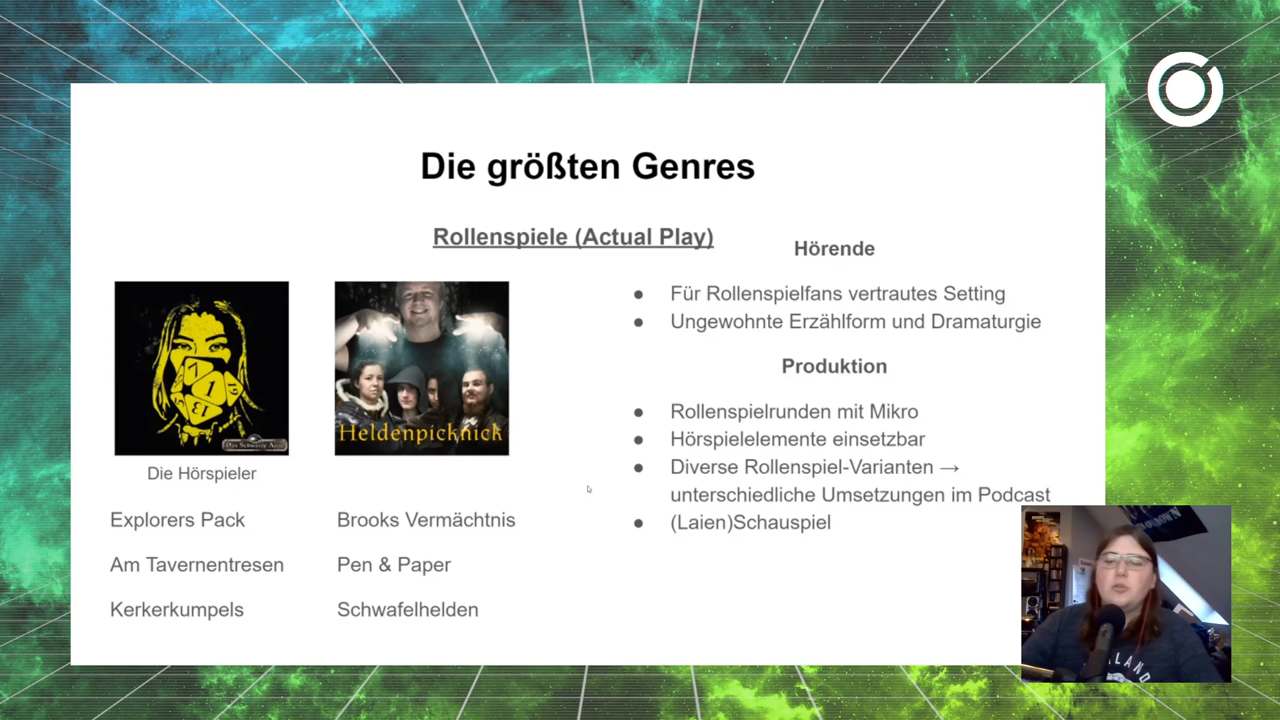 Die größten Genres
Rollenspiele (Actual Play)
Die Hörspieler
Heldenpicknick
Explorers Pack
Brooks Vermächtnis
Am Tavernentresen
Pen & Paper
Kerkerkumpels
Schwafelhelden
Hörende
● Für Rollenspielfans vertrautes Setting
● Ungewohnte Erzählform und Dramaturgie
Produktion
● Rollenspielrunden mit Mikro
● Hörspielelemente einsetzbar
● Diverse Rollenspiel-Varianten →
unterschiedliche Umsetzungen im Podcast
● (Laien)Schauspiel